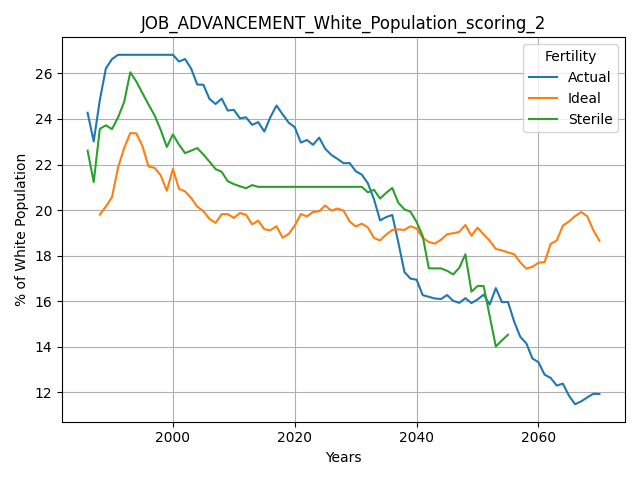 JOB_ADVANCEMENT_White_Population_scoring_2
Fertility
Actual
Ideal
Sterile
% of White Population
26
24
22
20
18
16
14
12
2000 2020 2040 2060
Years